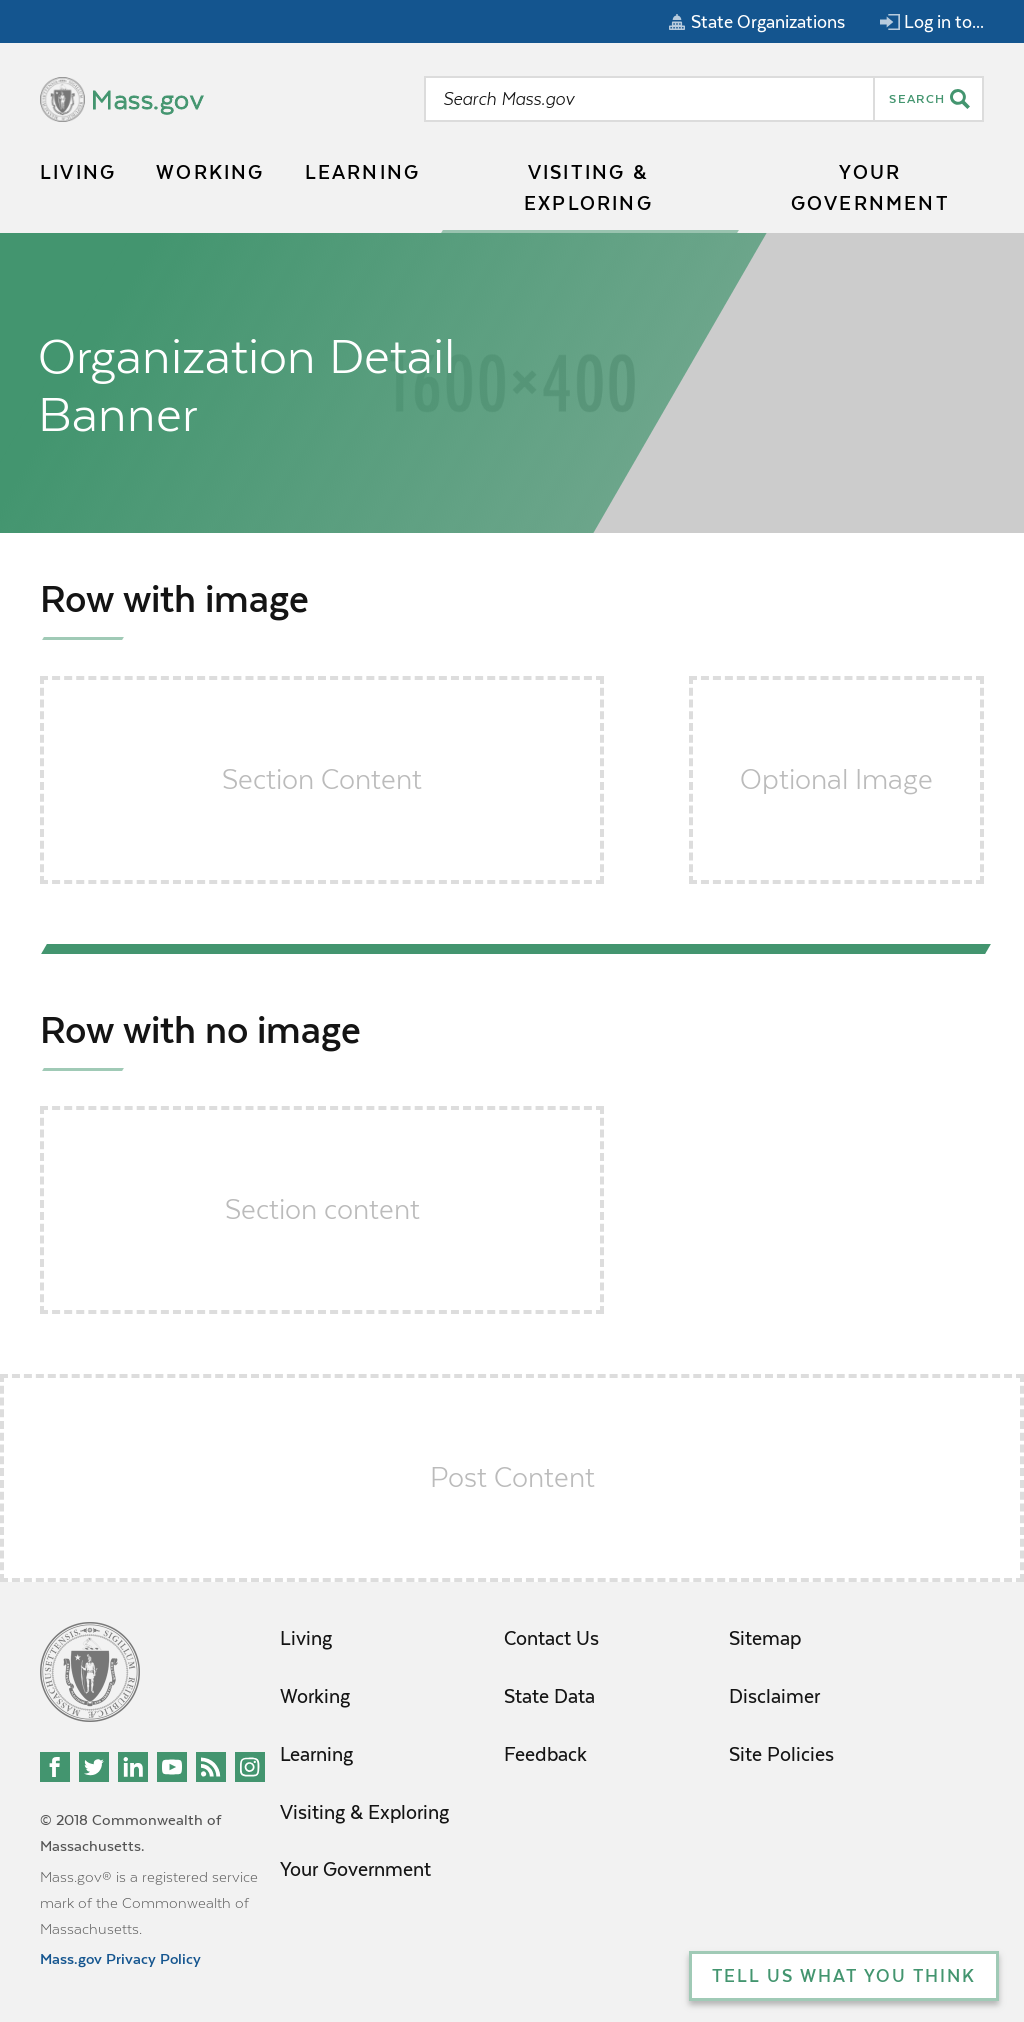 State Organizations
Log in to...
Mass.gov
Search Mass.gov
SEARCH
LIVING
WORKING
LEARNING
VISITING &
EXPLORING
YOUR
GOVERNMENT
Organization Detail
Banner
1600×400
Row with image
Section Content
Optional Image
Row with no image
Section content
Post Content
Living
Working
Learning
Visiting & Exploring
Your Government
Contact Us
State Data
Feedback
Sitemap
Disclaimer
Site Policies
© 2018 Commonwealth of
Massachusetts.
Mass.gov® is a registered service
mark of the Commonwealth of
Massachusetts.
Mass.gov Privacy Policy
TELL US WHAT YOU THINK